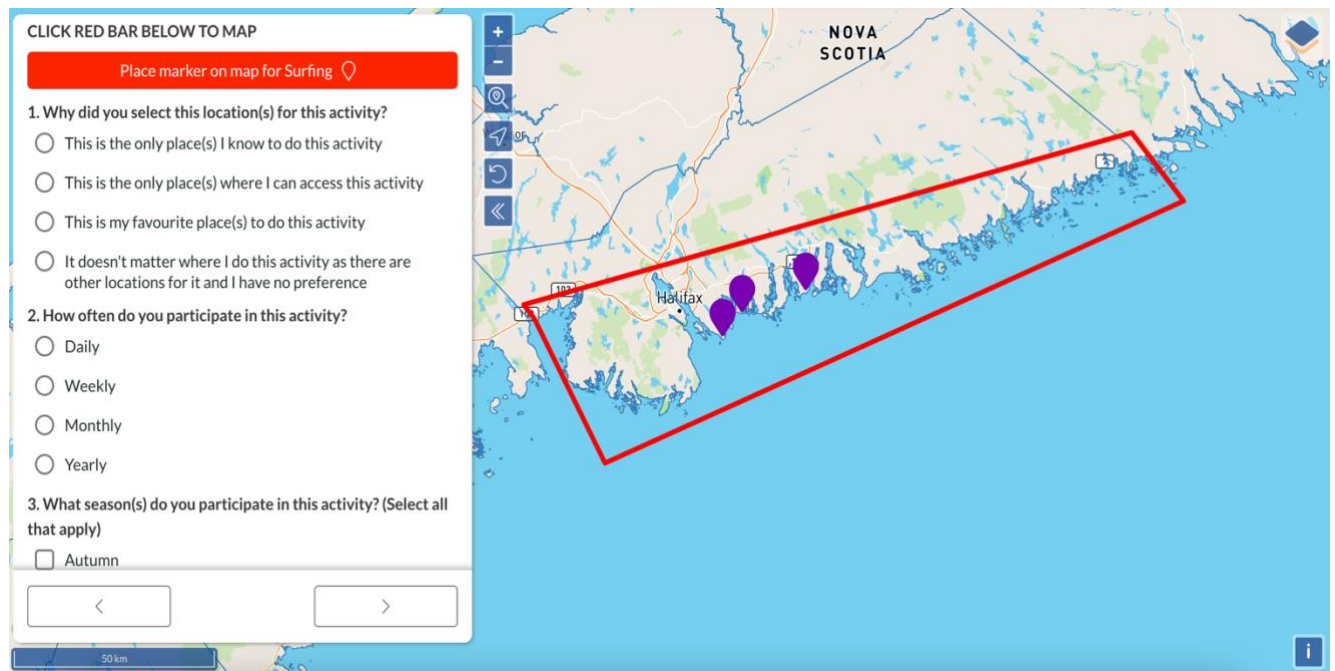 CLICK RED BAR BELOW TO MAP
Place marker on map for Surfing
1. Why did you select this location(s) for this activity?
This is the only place(s) I know to do this activity
This is the only place(s) where I can access this activity
This is my favourite place(s) to do this activity
It doesn't matter where I do this activity as there are
other locations for it and I have no preference
2. How often do you participate in this activity?
Daily
Weekly
Monthly
Yearly
3. What season(s) do you participate in this activity? (Select all
that apply)
Autumn
<
>
50 km
+
−
NOVA
SCOTIA
103
Halifax
i